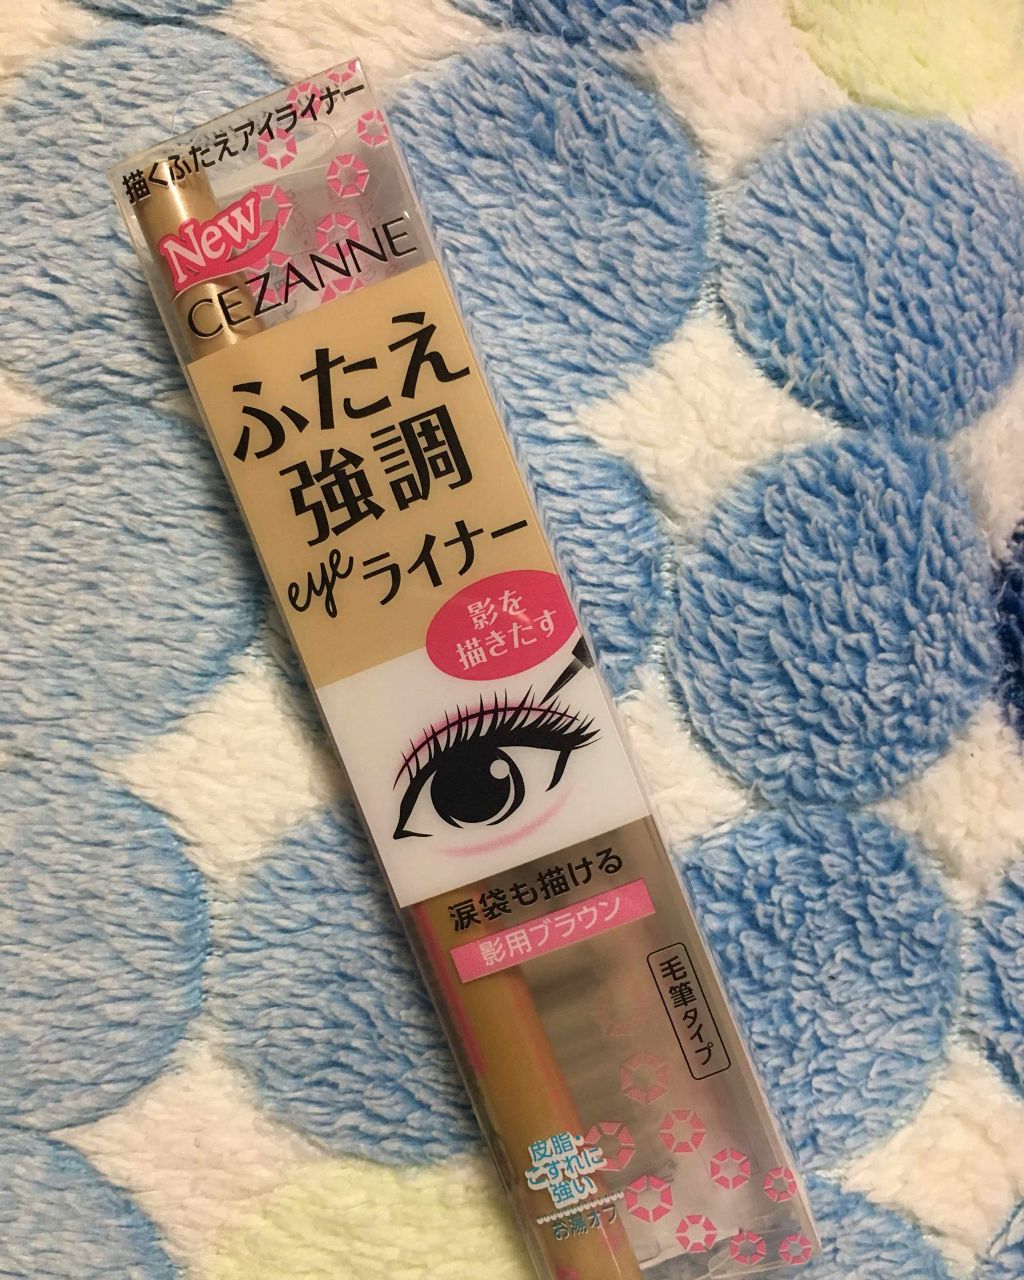 描くふたえアイライナー
New
CEZANNE
ふたえ
強調
eyeライナー
影を
描きたす
涙袋も描ける
影用ブラウン
毛筆タイプ
皮脂・
こすれに
強い
お湯オフ